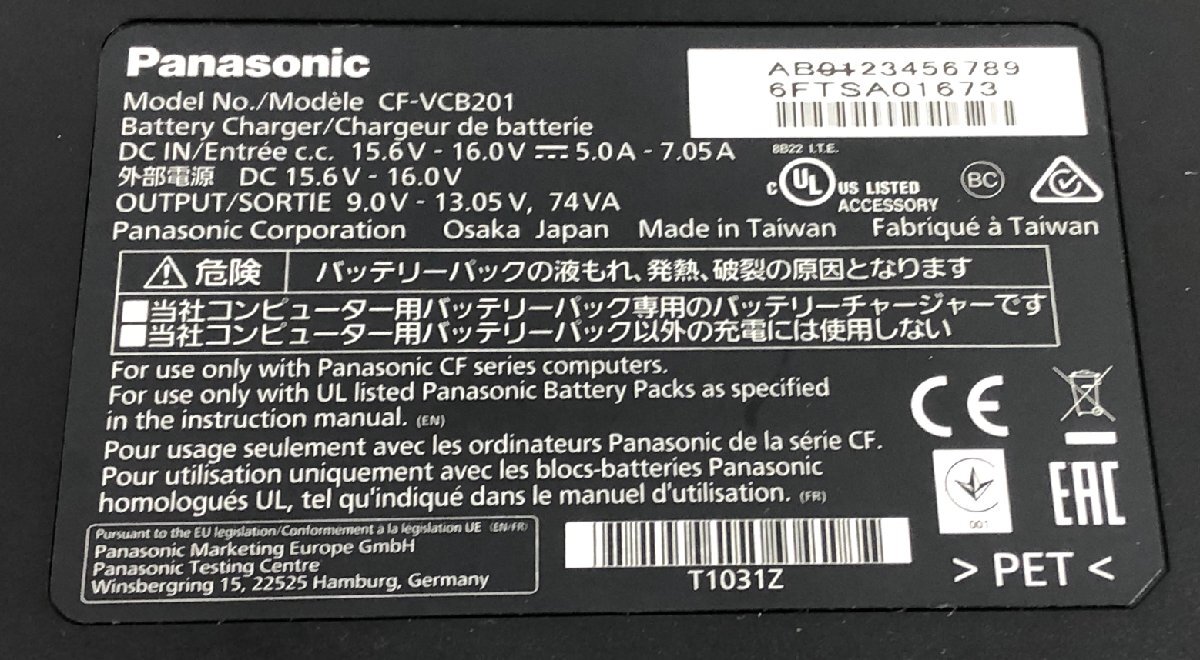 Panasonic
Model No./Modèle CF-VCB201
Battery Charger/Chargeur de batterie
DC IN/Entrée c.c. 15.6V - 16.0V ⎓ 5.0A - 7.05A
外部電源 DC 15.6V - 16.0V
OUTPUT/SORTIE 9.0V - 13.05V, 74VA
AB0123456789
6FTSA01673
8B22 I.T.E.
c UL US LISTED
ACCESSORY
BC
Panasonic Corporation Osaka Japan Made in Taiwan Fabriqué à Taiwan
⚠危険 バッテリーパックの液もれ、発熱、破裂の原因となります
■当社コンピューター用バッテリーパック専用のバッテリーチャージャーです
■当社コンピューター用バッテリーパック以外の充電には使用しない
For use only with Panasonic CF series computers.
For use only with UL listed Panasonic Battery Packs as specified
in the instruction manual. (EN)
Pour usage seulement avec les ordinateurs Panasonic de la série CF.
Pour utilisation uniquement avec les blocs-batteries Panasonic
homologués UL, tel qu'indiqué dans le manuel d'utilisation. (FR)
CE
001
EAC
Pursuant to the EU legislation/Conformement à la législation UE (EN/FR)
Panasonic Marketing Europe GmbH
Panasonic Testing Centre
Winsbergring 15, 22525 Hamburg, Germany
T1031Z
> PET <